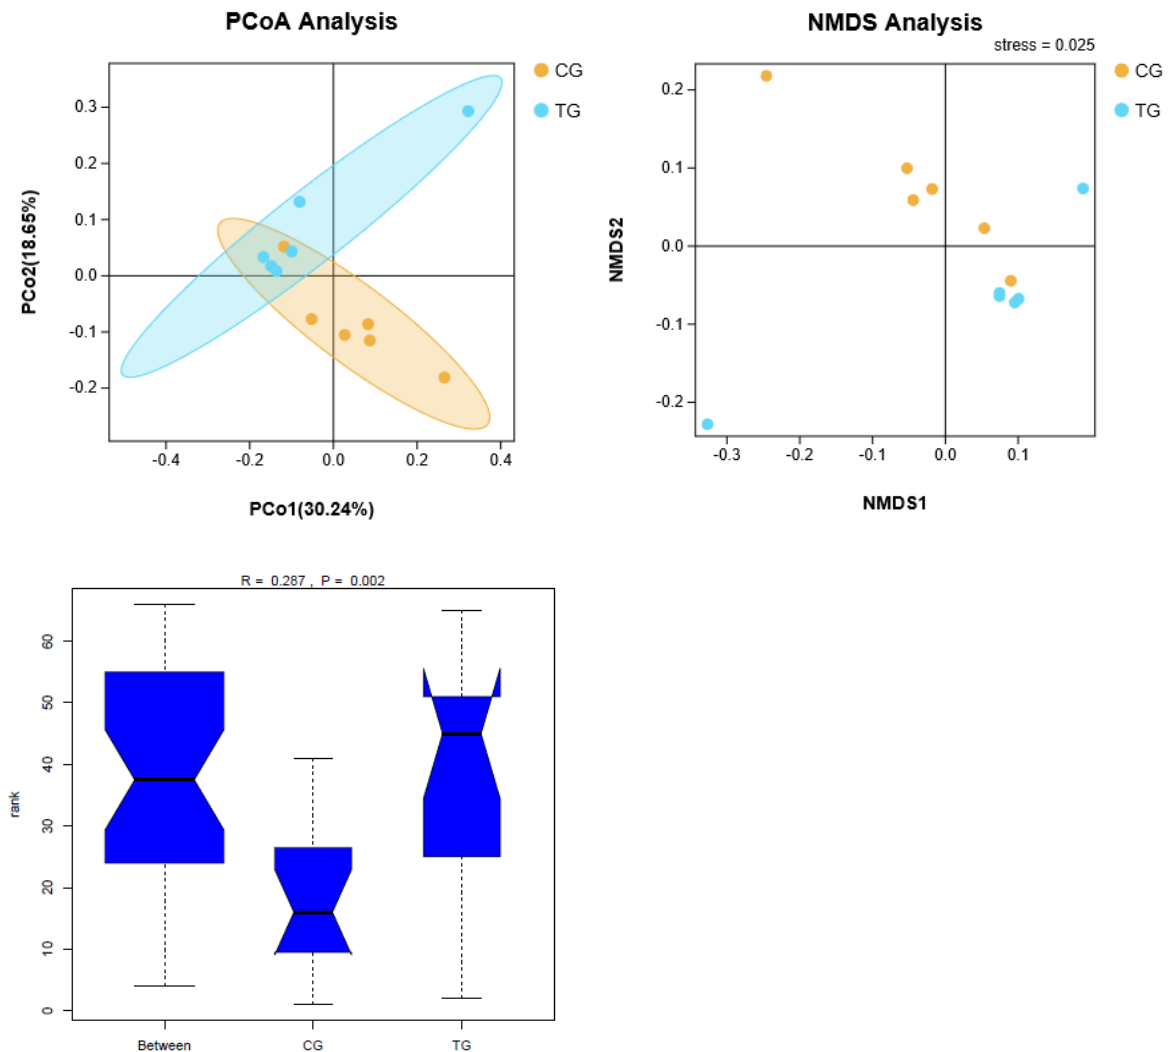 PCoA Analysis
CG
TG
0.3
0.2
0.1
0.0
-0.1
-0.2
PCo2(18.65%)
-0.4
-0.2
0.0
0.2
0.4
PCo1(30.24%)
NMDS Analysis
stress = 0.025
CG
TG
0.2
0.1
0.0
-0.1
-0.2
NMDS2
-0.3
-0.2
-0.1
0.0
0.1
NMDS1
R = 0.287 , P = 0.002
60
50
40
30
20
10
0
rank
Between
CG
TG